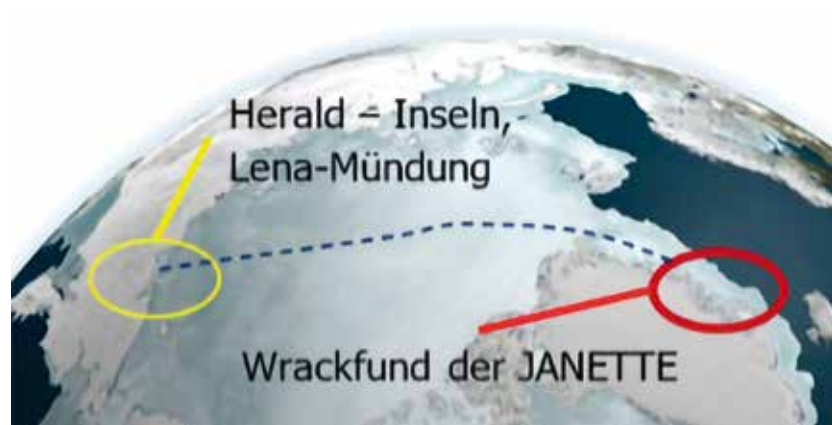 Herald – Inseln,
Lena-Mündung
Wrackfund der JANETTE